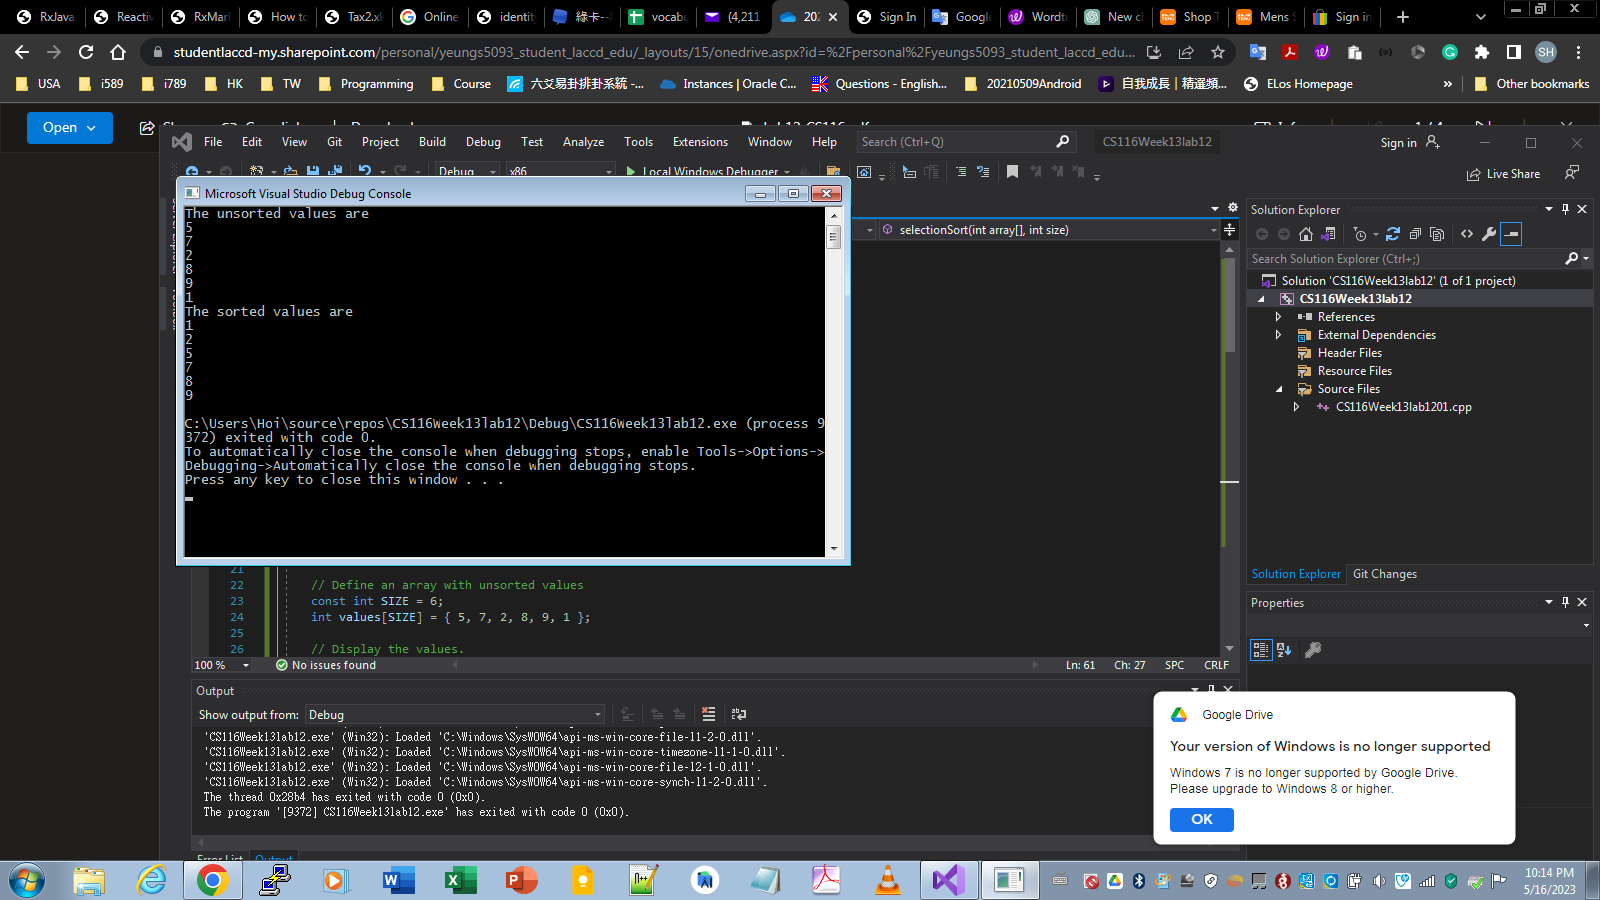 RxJava
Reactiv
RxMark
How to
Tax2.xls
Online
identity
綠卡--
vocabu
(4,211
202
Sign In
Google
Wordtu
New cl
Shop T
Mens S
Sign in
studentlaccd-my.sharepoint.com/personal/yeungs5093_student_laccd_edu/_layouts/15/onedrive.aspx?id=%2Fpersonal%2Fyeungs5093_student_laccd_edu...
SH
USA
i589
i789
HK
TW
Programming
Course
六爻易卦排卦系統 -...
Instances | Oracle C...
Questions - English...
20210509Android
自我成長 | 精選頻...
ELos Homepage
»
Other bookmarks
Open
File Edit View Git Project Build Debug Test Analyze Tools Extensions Window Help
Search (Ctrl+Q)
CS116Week13lab12
Sign in
Debug
x86
Local Windows Debugger
Live Share
Microsoft Visual Studio Debug Console
The unsorted values are
5
7
2
8
9
1
The sorted values are
1
2
5
7
8
9
C:\Users\Hoi\source\repos\CS116Week13lab12\Debug\CS116Week13lab12.exe (process 9
372) exited with code 0.
To automatically close the console when debugging stops, enable Tools->Options->
Debugging->Automatically close the console when debugging stops.
Press any key to close this window . . .
selectionSort(int array[], int size)
Solution Explorer
Search Solution Explorer (Ctrl+;)
Solution 'CS116Week13lab12' (1 of 1 project)
CS116Week13lab12
References
External Dependencies
Header Files
Resource Files
Source Files
CS116Week13lab1201.cpp
Solution Explorer
Git Changes
Properties
21
22 // Define an array with unsorted values
23 const int SIZE = 6;
24 int values[SIZE] = { 5, 7, 2, 8, 9, 1 };
25
26 // Display the values.
100 %
No issues found
Ln: 61
Ch: 27
SPC
CRLF
Output
Show output from: Debug
'CS116Week13lab12.exe' (Win32): Loaded 'C:\Windows\SysWOW64\api-ms-win-core-file-l1-2-0.dll'.
'CS116Week13lab12.exe' (Win32): Loaded 'C:\Windows\SysWOW64\api-ms-win-core-timezone-l1-1-0.dll'.
'CS116Week13lab12.exe' (Win32): Loaded 'C:\Windows\SysWOW64\api-ms-win-core-file-l2-1-0.dll'.
'CS116Week13lab12.exe' (Win32): Loaded 'C:\Windows\SysWOW64\api-ms-win-core-synch-l1-2-0.dll'.
The thread 0x28b4 has exited with code 0 (0x0).
The program '[9372] CS116Week13lab12.exe' has exited with code 0 (0x0).
Error List
Output
Google Drive
Your version of Windows is no longer supported
Windows 7 is no longer supported by Google Drive.
Please upgrade to Windows 8 or higher.
OK
10:14 PM
5/16/2023